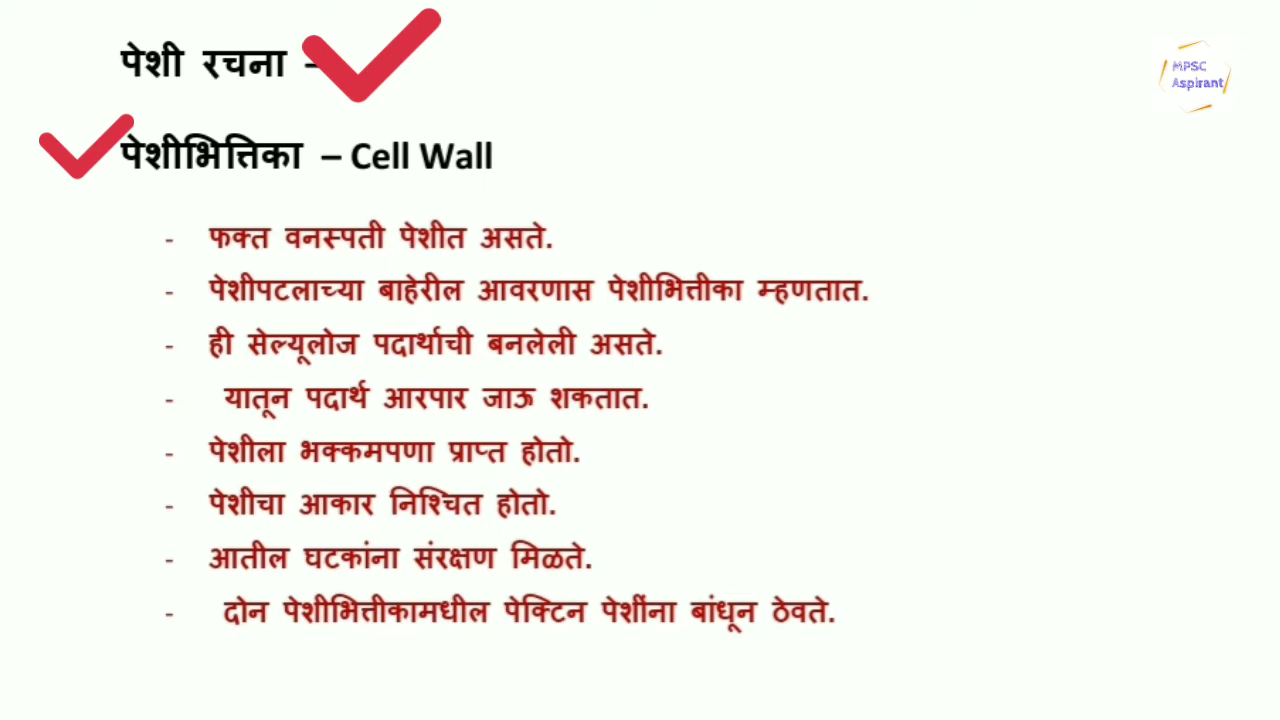 पेशी रचना –
MPSC
Aspirant
पेशीभित्तिका – Cell Wall
- फक्त वनस्पती पेशीत असते.
- पेशीपटलाच्या बाहेरील आवरणास पेशीभित्तीका म्हणतात.
- ही सेल्यूलोज पदार्थाची बनलेली असते.
- यातून पदार्थ आरपार जाऊ शकतात.
- पेशीला भक्कमपणा प्राप्त होतो.
- पेशीचा आकार निश्चित होतो.
- आतील घटकांना संरक्षण मिळते.
- दोन पेशीभित्तीकामधील पेक्टिन पेशींना बांधून ठेवते.